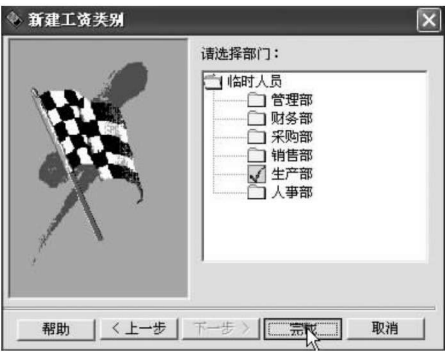 新建工资类别
请选择部门：
临时人员
管理部
财务部
采购部
销售部
生产部
人事部
帮助
<上一步
下一步 >
完成
取消